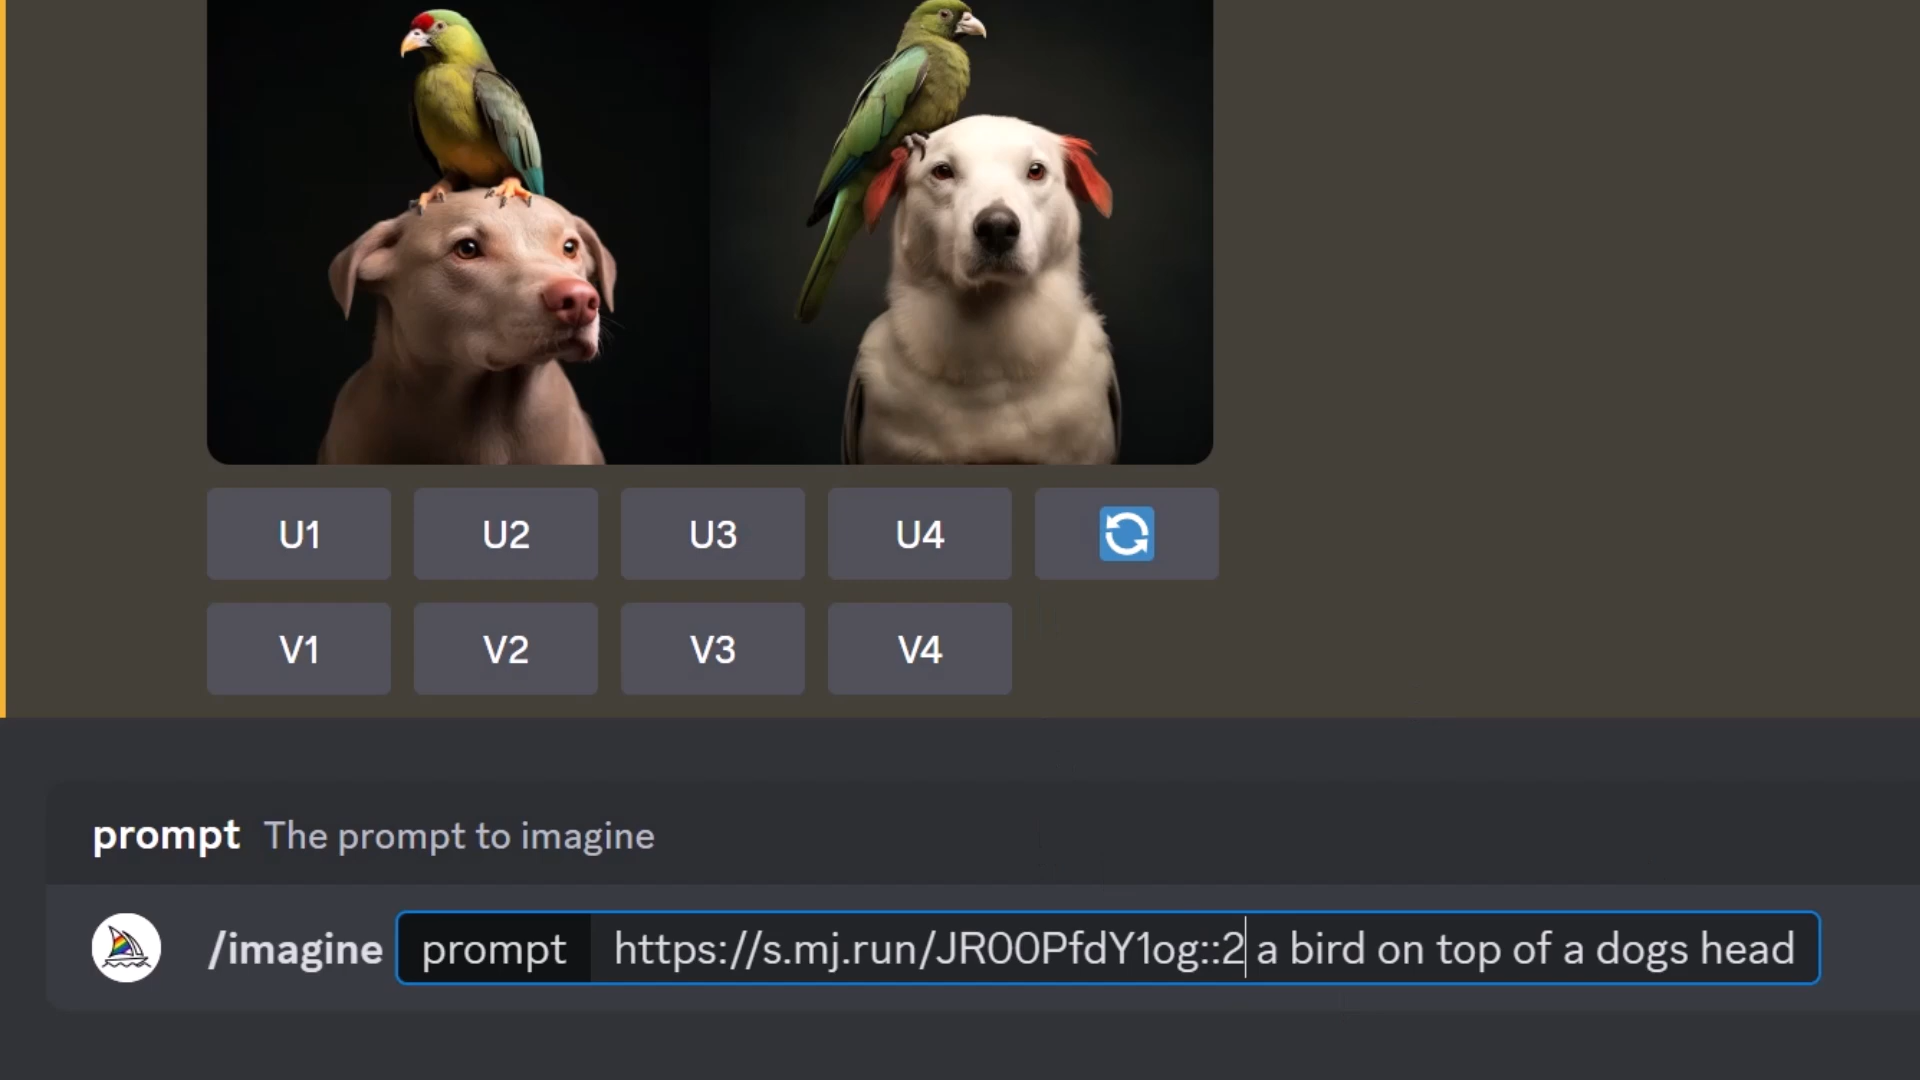 U1 U2 U3 U4
V1 V2 V3 V4
prompt The prompt to imagine
/imagine prompt https://s.mj.run/JR00PfdY1og::2 a bird on top of a dogs head